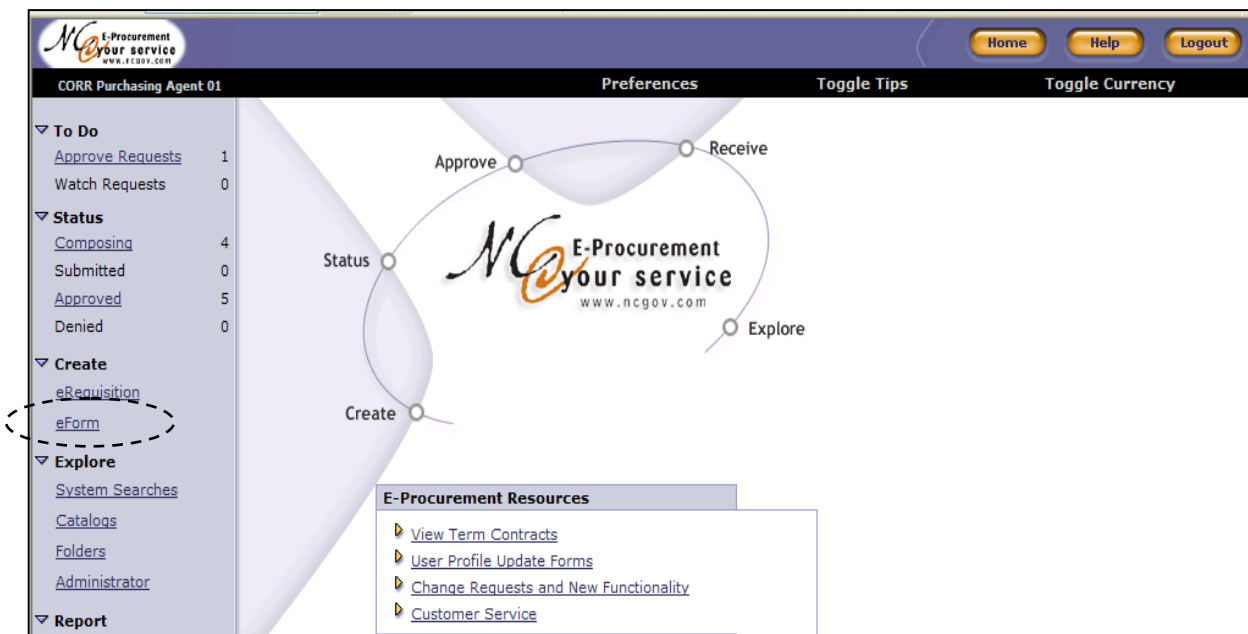 NC@ E-Procurement
your service
www.ncgov.com
Home Help Logout
CORR Purchasing Agent 01 Preferences Toggle Tips Toggle Currency
To Do
Approve Requests 1
Watch Requests 0
Status
Composing 4
Submitted 0
Approved 5
Denied 0
Create
eRequisition
eForm
Explore
System Searches
Catalogs
Folders
Administrator
Report
Approve
Receive
Status
NC@ E-Procurement
your service
www.ncgov.com
Explore
Create
E-Procurement Resources
View Term Contracts
User Profile Update Forms
Change Requests and New Functionality
Customer Service